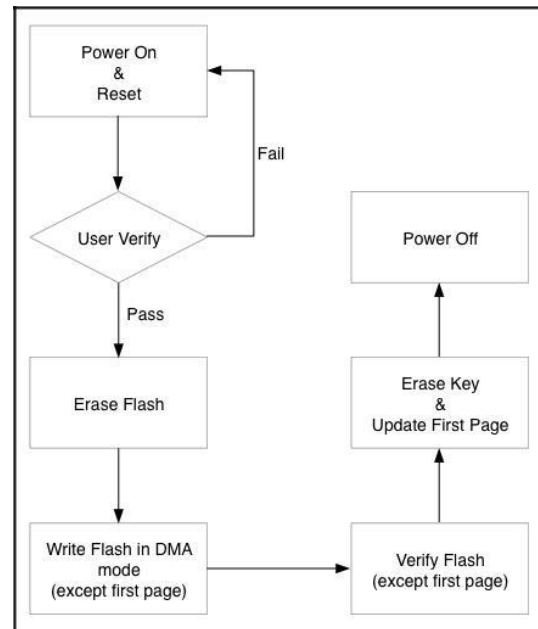 Power On
&
Reset
Fail
User Verify
Pass
Erase Flash
Write Flash in DMA
mode
(except first page)
Verify Flash
(except first page)
Erase Key
&
Update First Page
Power Off